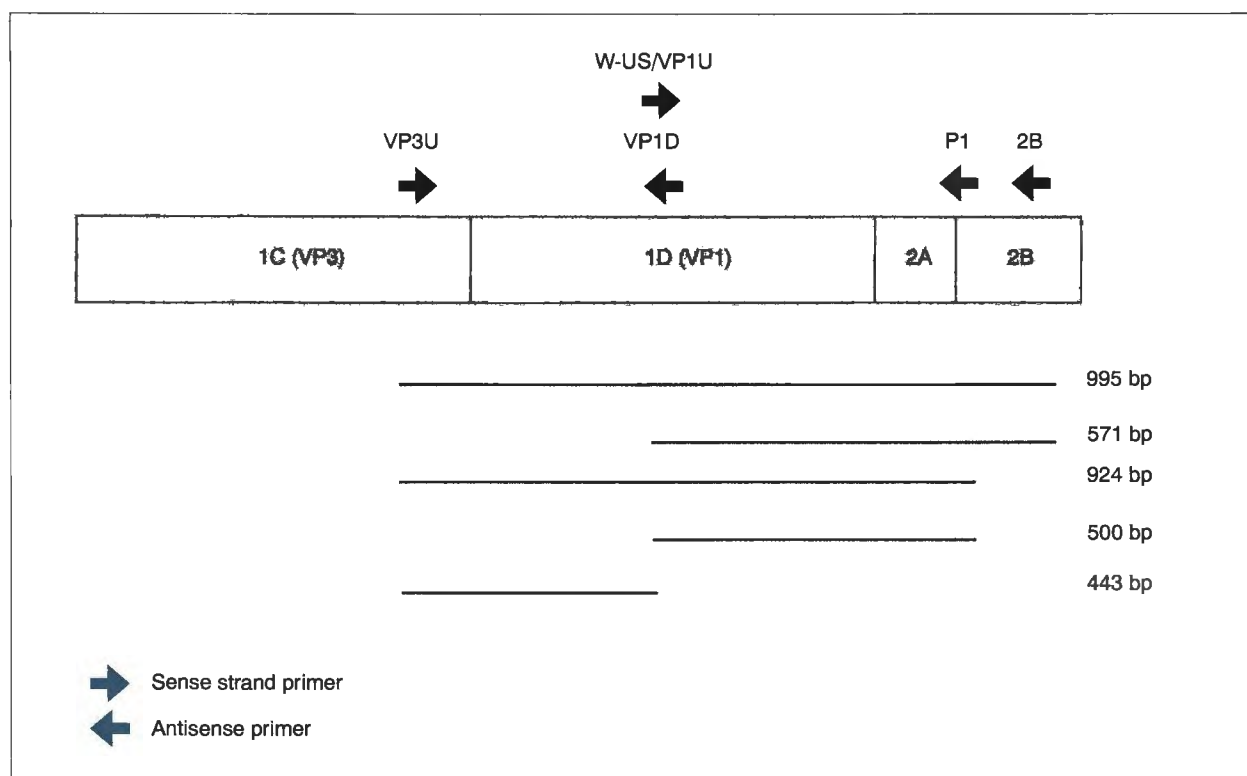 W-US/VP1U
VP3U VP1D P1 2B
1C (VP3) 1D (VP1) 2A 2B
995 bp
571 bp
924 bp
500 bp
443 bp
Sense strand primer
Antisense primer